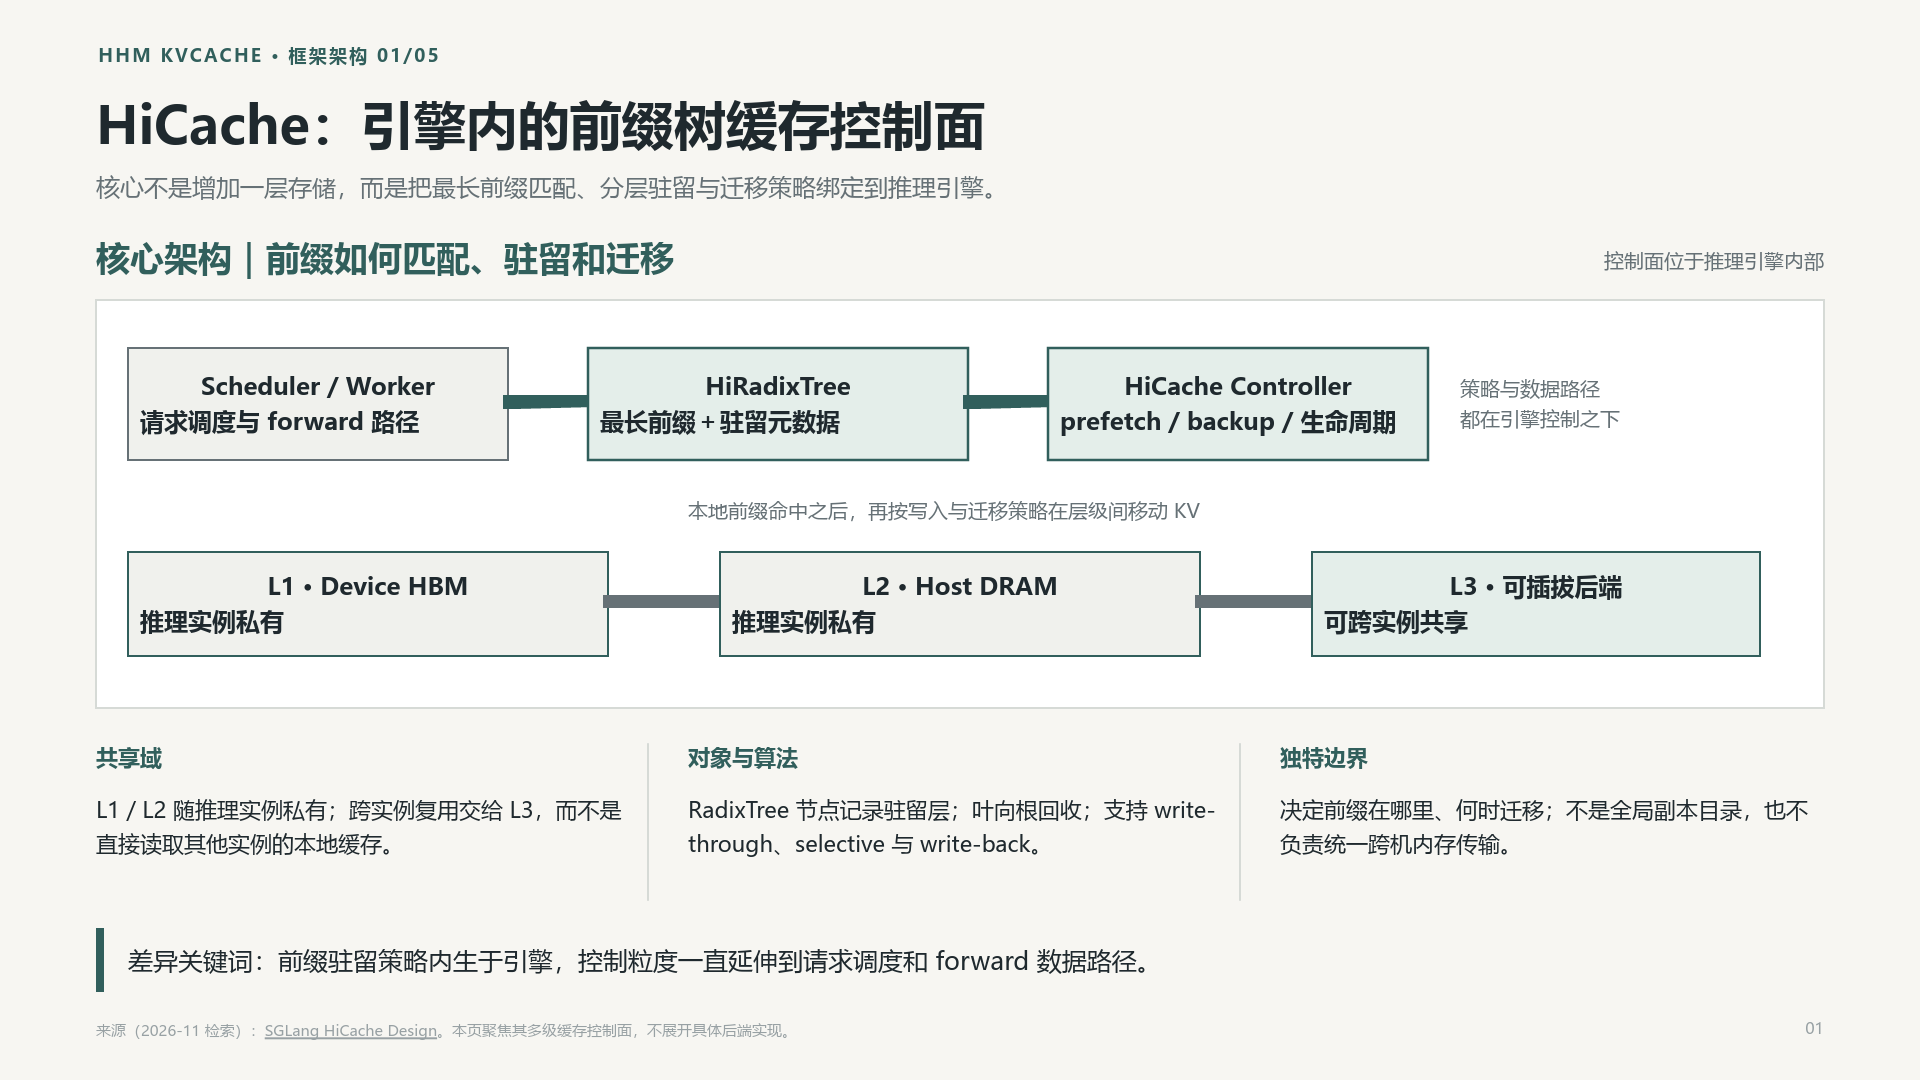 HHM KVCACHE • 框架架构 01/05
HiCache：引擎内的前缀树缓存控制面
核心不是增加一层存储，而是把最长前缀匹配、分层驻留与迁移策略绑定到推理引擎。
核心架构｜前缀如何匹配、驻留和迁移
控制面位于推理引擎内部
Scheduler / Worker
请求调度与 forward 路径
HiRadixTree
最长前缀 + 驻留元数据
HiCache Controller
prefetch / backup / 生命周期
策略与数据路径
都在引擎控制之下
本地前缀命中之后，再按写入与迁移策略在层级间移动 KV
L1 • Device HBM
推理实例私有
L2 • Host DRAM
推理实例私有
L3 • 可插拔后端
可跨实例共享
共享域
L1 / L2 随推理实例私有；跨实例复用交给 L3，而不是
直接读取其他实例的本地缓存。
对象与算法
RadixTree 节点记录驻留层；叶向根回收；支持 write-
through、selective 与 write-back。
独特边界
决定前缀在哪里、何时迁移；不是全局副本目录，也不
负责统一跨机内存传输。
差异关键词：前缀驻留策略内生于引擎，控制粒度一直延伸到请求调度和 forward 数据路径。
来源（2026-11 检索）：SGLang HiCache Design。本页聚焦其多级缓存控制面，不展开具体后端实现。
01